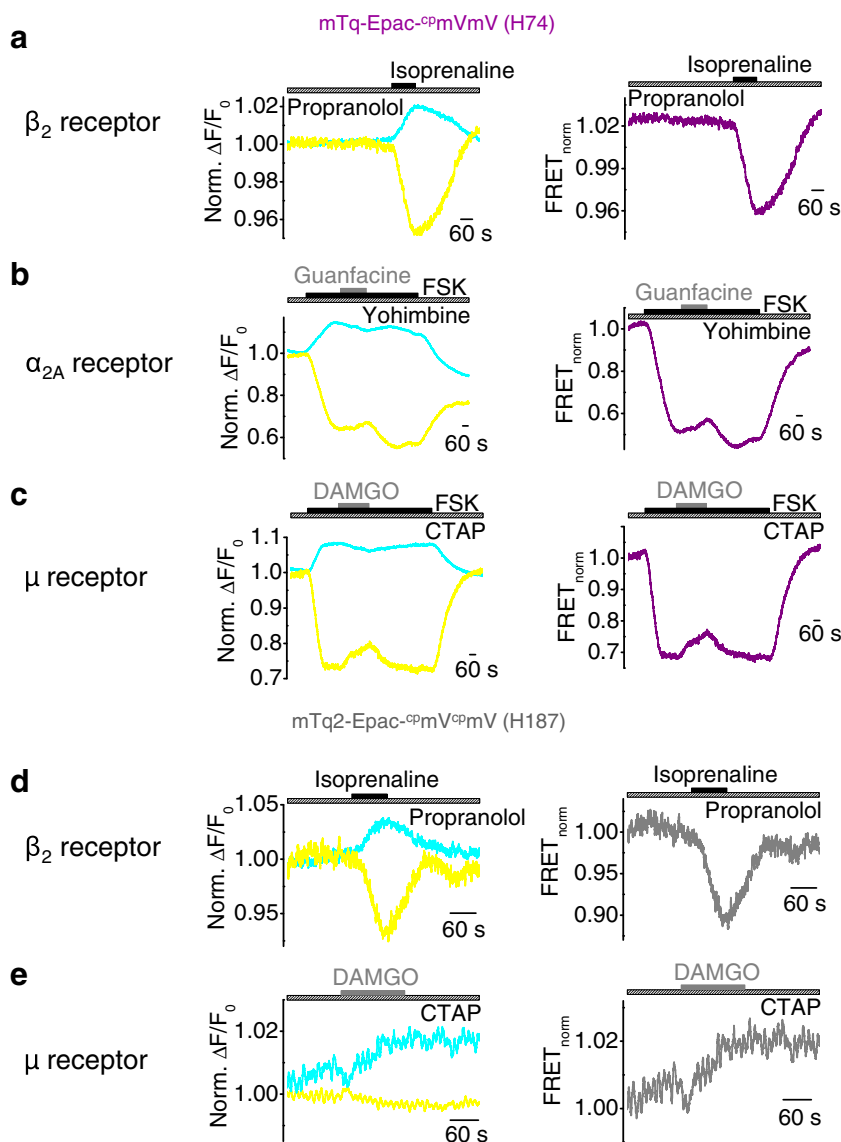 mTq-Epac-ᶜᵖmVmV (H74)
a
β₂ receptor
Isoprenaline
Propranolol
Norm. ΔF/F₀
1.02
1.00
0.98
0.96
60 s
Isoprenaline
Propranolol
FRETnorm
1.02
0.99
0.96
60 s
b
α₂A receptor
Guanfacine
FSK
Yohimbine
Norm. ΔF/F₀
1.0
0.8
0.6
60 s
Guanfacine
FSK
Yohimbine
FRETnorm
1.0
0.8
0.6
60 s
c
μ receptor
DAMGO
FSK
CTAP
Norm. ΔF/F₀
1.1
1.0
0.9
0.8
0.7
60 s
DAMGO
FSK
CTAP
FRETnorm
1.0
0.9
0.8
0.7
60 s
mTq2-Epac-ᶜᵖmVᶜᵖmV (H187)
d
β₂ receptor
Isoprenaline
Propranolol
Norm. ΔF/F₀
1.05
1.00
0.95
60 s
Isoprenaline
Propranolol
FRETnorm
1.00
0.95
0.90
60 s
e
μ receptor
DAMGO
CTAP
Norm. ΔF/F₀
1.02
1.00
60 s
DAMGO
CTAP
FRETnorm
1.02
1.00
60 s